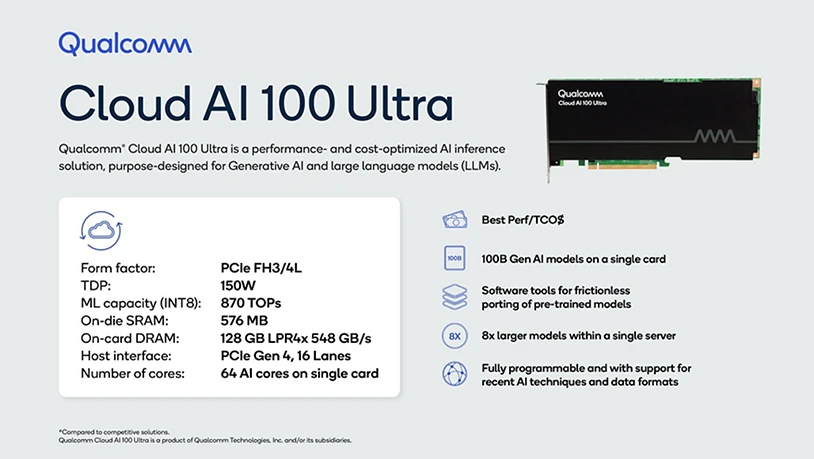 Qualcomm
Cloud AI 100 Ultra
Qualcomm® Cloud AI 100 Ultra is a performance- and cost-optimized AI inference
solution, purpose-designed for Generative AI and large language models (LLMs).
Qualcomm
Cloud AI 100 Ultra
Form factor: PCIe FH3/4L
TDP: 150W
ML capacity (INT8): 870 TOPs
On-die SRAM: 576 MB
On-card DRAM: 128 GB LPR4x 548 GB/s
Host interface: PCIe Gen 4, 16 Lanes
Number of cores: 64 AI cores on single card
Best Perf/TCO$
100B
100B Gen AI models on a single card
Software tools for frictionless
porting of pre-trained models
8X
8x larger models within a single server
Fully programmable and with support for
recent AI techniques and data formats
*Compared to competitive solutions.
Qualcomm Cloud AI 100 Ultra is a product of Qualcomm Technologies, Inc. and/or its subsidiaries.